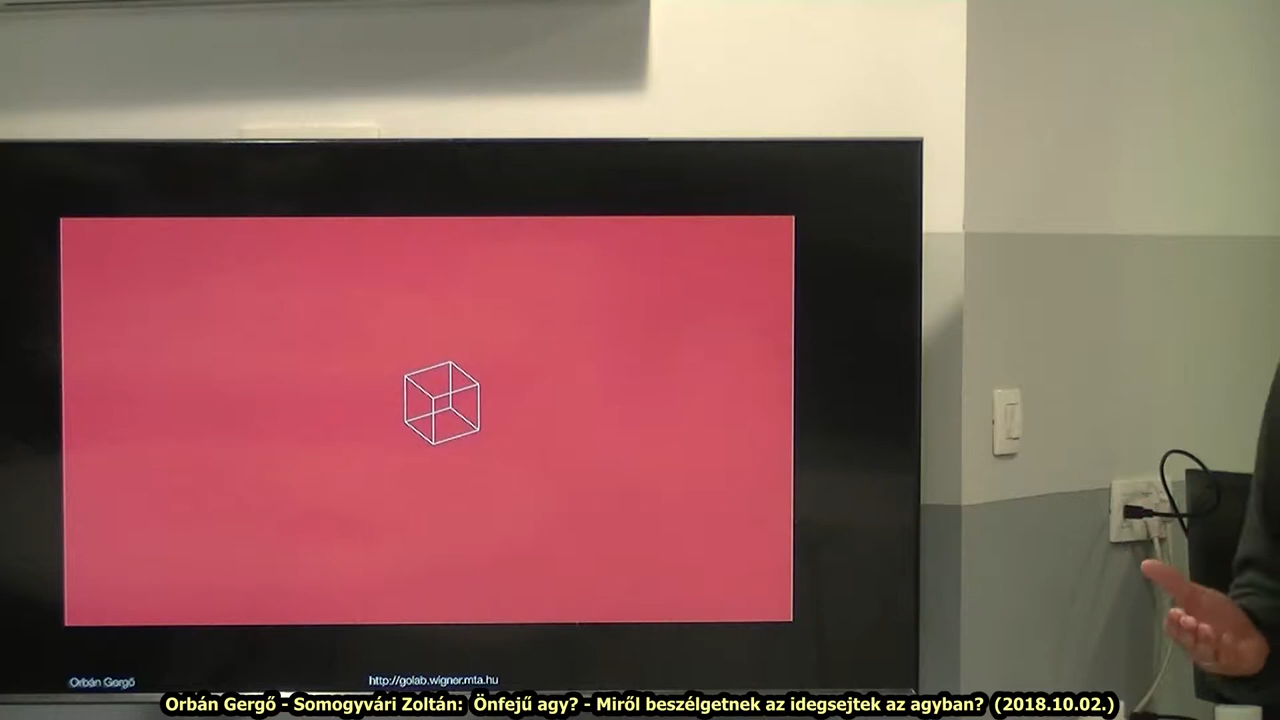 Orbán Gergő
http://golab.wigner.mta.hu
Orbán Gergő - Somogyvári Zoltán: Önfejű agy? - Miről beszélgetnek az idegsejtek az agyban? (2018.10.02.)